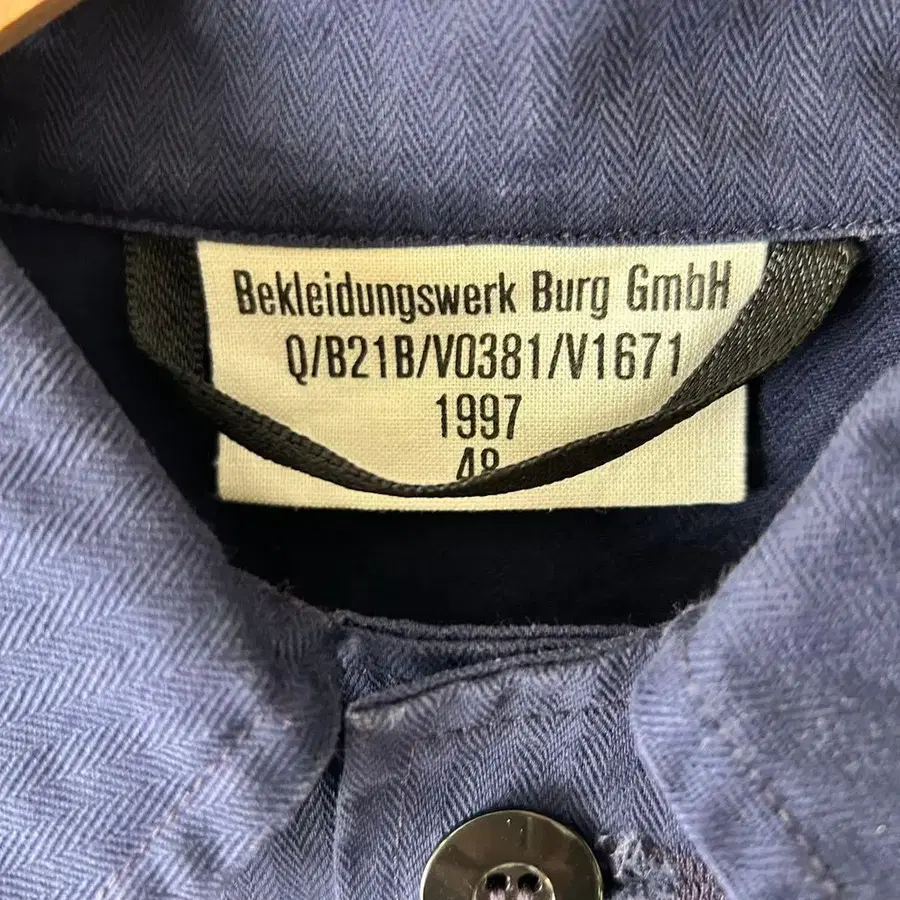 Bekleidungswerk Burg GmbH
Q/B21B/V0381/V1671
1997
48